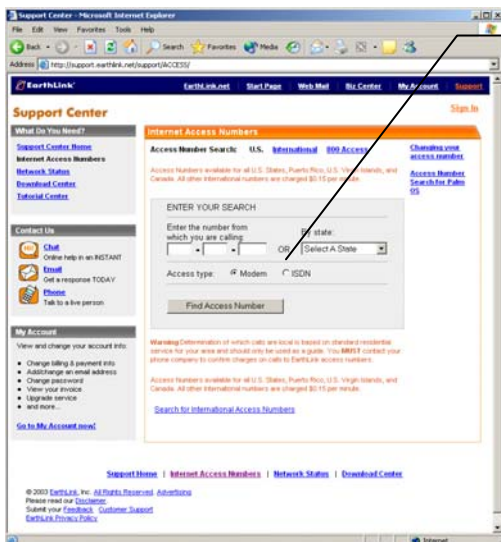 Support Center - Microsoft Internet Explorer
File Edit View Favorites Tools Help
Back Search Favorites Media
Address http://support.earthlink.net/support/ACCESS/
EarthLink
EarthLink.net | Start Page | Web Mail | Biz Center | My Account | Support
Support Center
Sign In
What Do You Need?
Support Center Home
Internet Access Numbers
Network Status
Download Center
Tutorial Center
Contact Us
Chat
Online help in an INSTANT
Email
Get a response TODAY
Phone
Talk to a live person
My Account
View and change your account info:
Change billing & payment info
Add/change an email address
Change password
View your invoice
Upgrade service
and more...
Go to My Account now!
Internet Access Numbers
Access Number Search: U.S. International 800 Access
Changing your
access number
Access Number
Search for Palm
OS
Access Numbers available for all U.S. States, Puerto Rico, U.S. Virgin Islands, and
Canada. All other international numbers are charged $0.15 per minute.
ENTER YOUR SEARCH
Enter the number from
which you are calling:
- -
OR
By state:
Select A State
Access type: Modem ISDN
Find Access Number
Warning Determination of which calls are local is based on standard residential
service for your area and should only be used as a guide. You MUST contact your
phone company to confirm charges on calls to EarthLink access numbers.
Access Numbers available for all U.S. States, Puerto Rico, U.S. Virgin Islands, and
Canada. All other international numbers are charged $0.15 per minute.
Search for International Access Numbers
Support Home | Internet Access Numbers | Network Status | Download Center
© 2003 EarthLink, Inc. All Rights Reserved. Advertising
Please read our Disclaimer.
Submit your Feedback Customer Support
EarthLink Privacy Policy
Internet